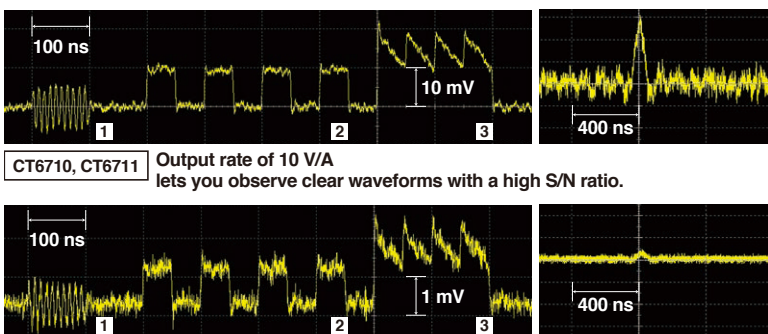 100 ns
10 mV
1
2
3
400 ns
CT6710, CT6711
Output rate of 10 V/A
lets you observe clear waveforms with a high S/N ratio.
100 ns
1 mV
1
2
3
400 ns